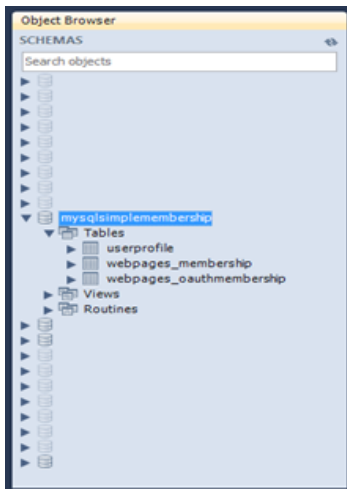 Object Browser
SCHEMAS
Search objects
mysqlsimplemembership
Tables
userprofile
webpages_membership
webpages_oauthmembership
Views
Routines